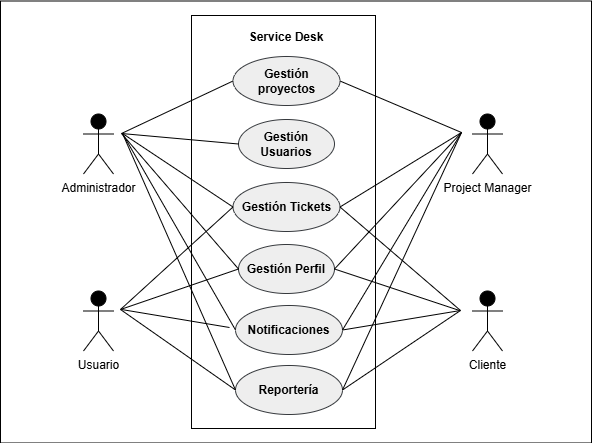 Service Desk
Gestión
proyectos
Gestión
Usuarios
Administrador
Project Manager
Gestión Tickets
Gestión Perfil
Notificaciones
Usuario
Cliente
Reportería